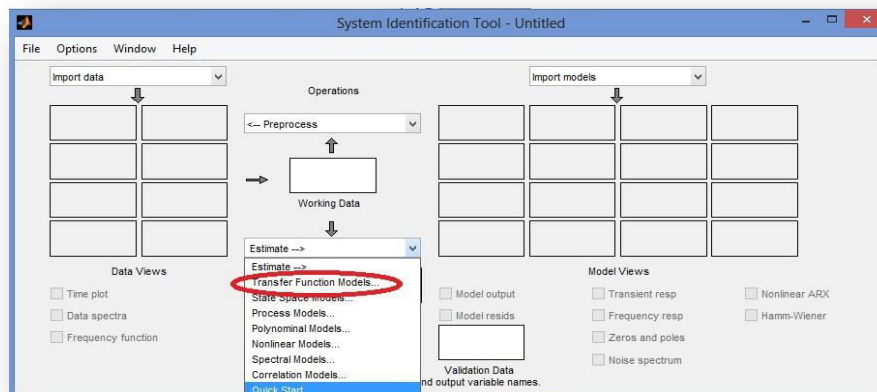 System Identification Tool - Untitled
File Options Window Help
Import data
Import models
Operations
<-- Preprocess
Working Data
Estimate -->
Estimate -->
Transfer Function Models...
State Space Models...
Process Models...
Polynomial Models...
Nonlinear Models...
Spectral Models...
Correlation Models...
Quick Start
Data Views
Time plot
Data spectra
Frequency function
Model Views
Model output
Transient resp
Nonlinear ARX
Model resids
Frequency resp
Hamm-Wiener
Zeros and poles
Noise spectrum
Validation Data
nd output variable names.